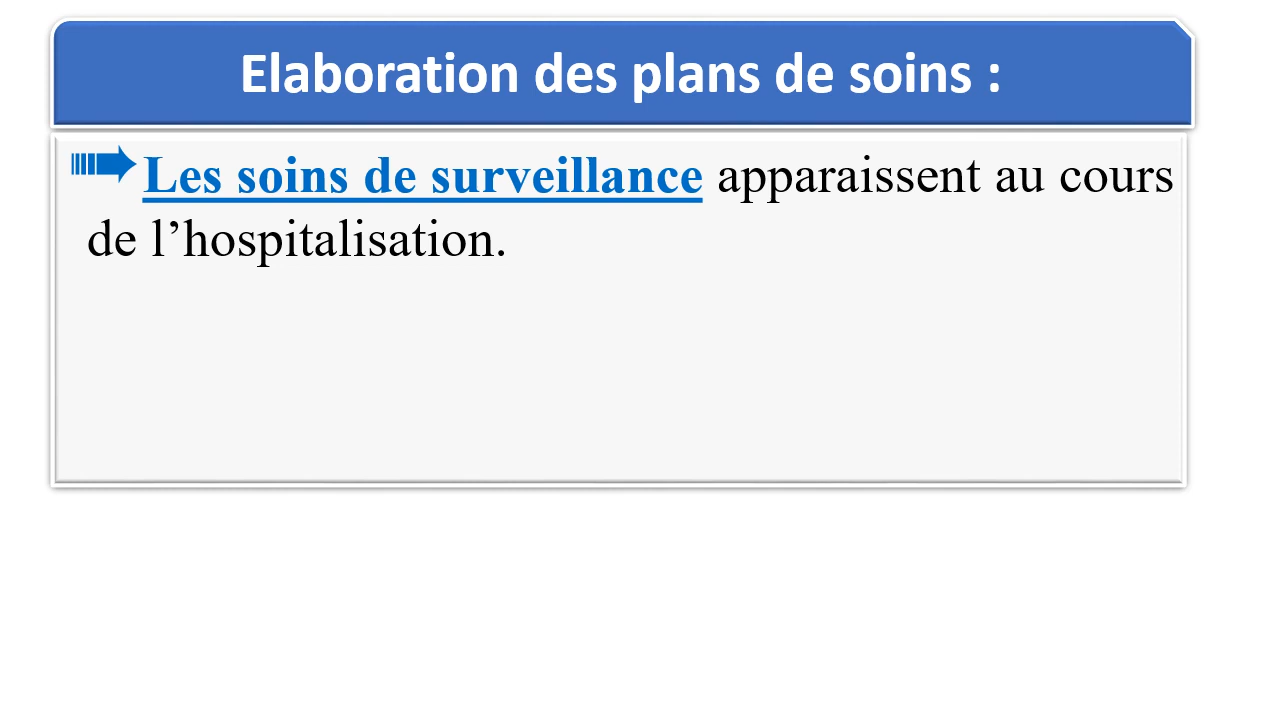 Elaboration des plans de soins :
Les soins de surveillance apparaissent au cours
de l’hospitalisation.